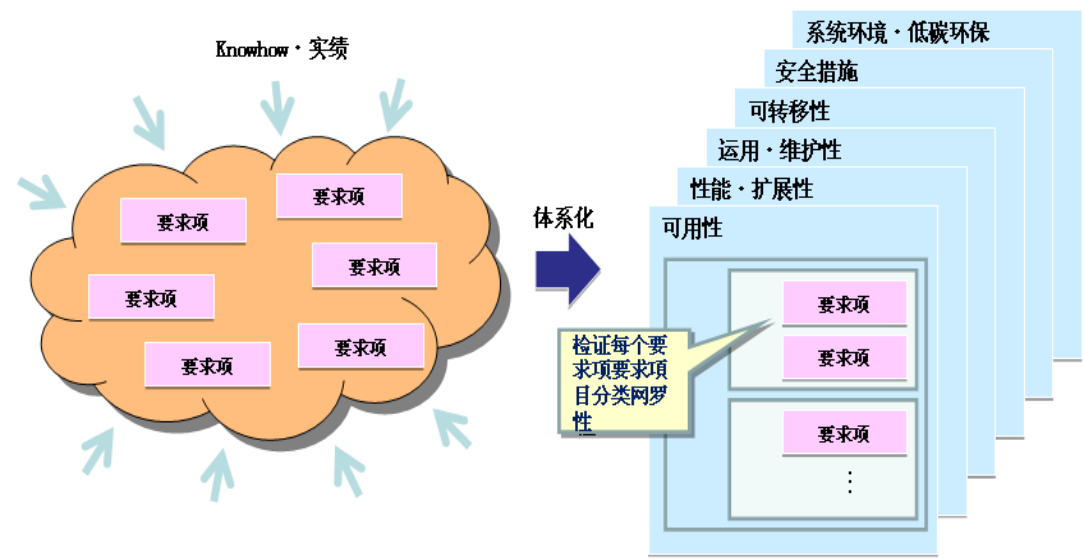 Knowhow・实绩
要求项
要求项
要求项
要求项
要求项
要求项
体系化
系统环境・低碳环保
安全措施
可转移性
运用・维护性
性能・扩展性
可用性
要求项
要求项
要求项
⋮
检证每个要
求项要求項
目分类网罗
性